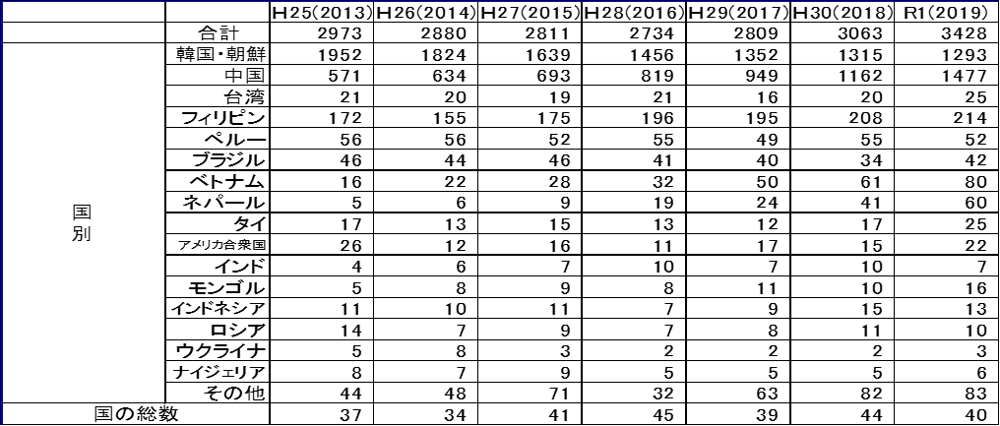 H25(2013) H26(2014) H27(2015) H28(2016) H29(2017) H30(2018) R1(2019)
合計 2973 2880 2811 2734 2809 3063 3428
国別
韓国・朝鮮 1952 1824 1639 1456 1352 1315 1293
中国 571 634 693 819 949 1162 1477
台湾 21 20 19 21 16 20 25
フィリピン 172 155 175 196 195 208 214
ペルー 56 56 52 55 49 55 52
ブラジル 46 44 46 41 40 34 42
ベトナム 16 22 28 32 50 61 80
ネパール 5 6 9 19 24 41 60
タイ 17 13 15 13 12 17 25
アメリカ合衆国 26 12 16 11 17 15 22
インド 4 6 7 10 7 10 7
モンゴル 5 8 9 8 11 10 16
インドネシア 11 10 11 7 9 15 13
ロシア 14 7 9 7 8 11 10
ウクライナ 5 8 3 2 2 2 3
ナイジェリア 8 7 9 5 5 5 6
その他 44 48 71 32 63 82 83
国の総数 37 34 41 45 39 44 40